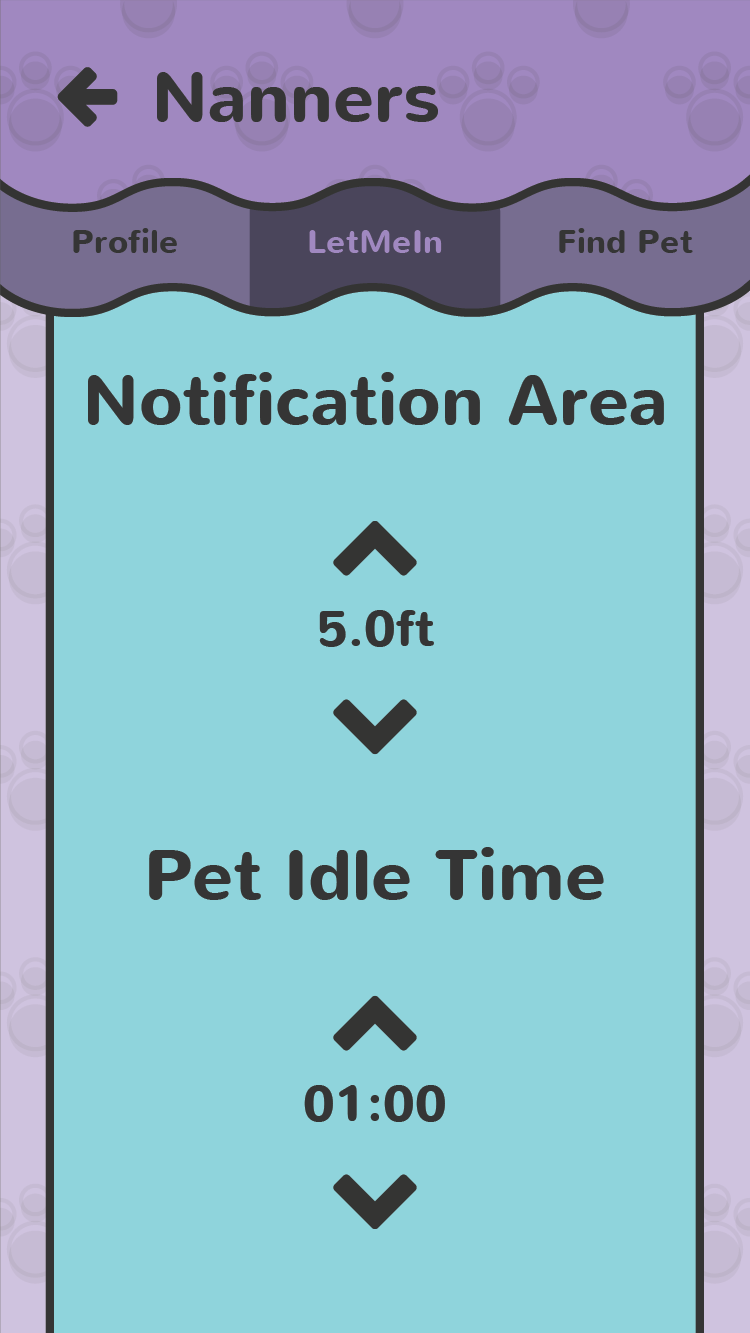 Nanners
Profile LetMeIn Find Pet
Notification Area
5.0ft
Pet Idle Time
01:00